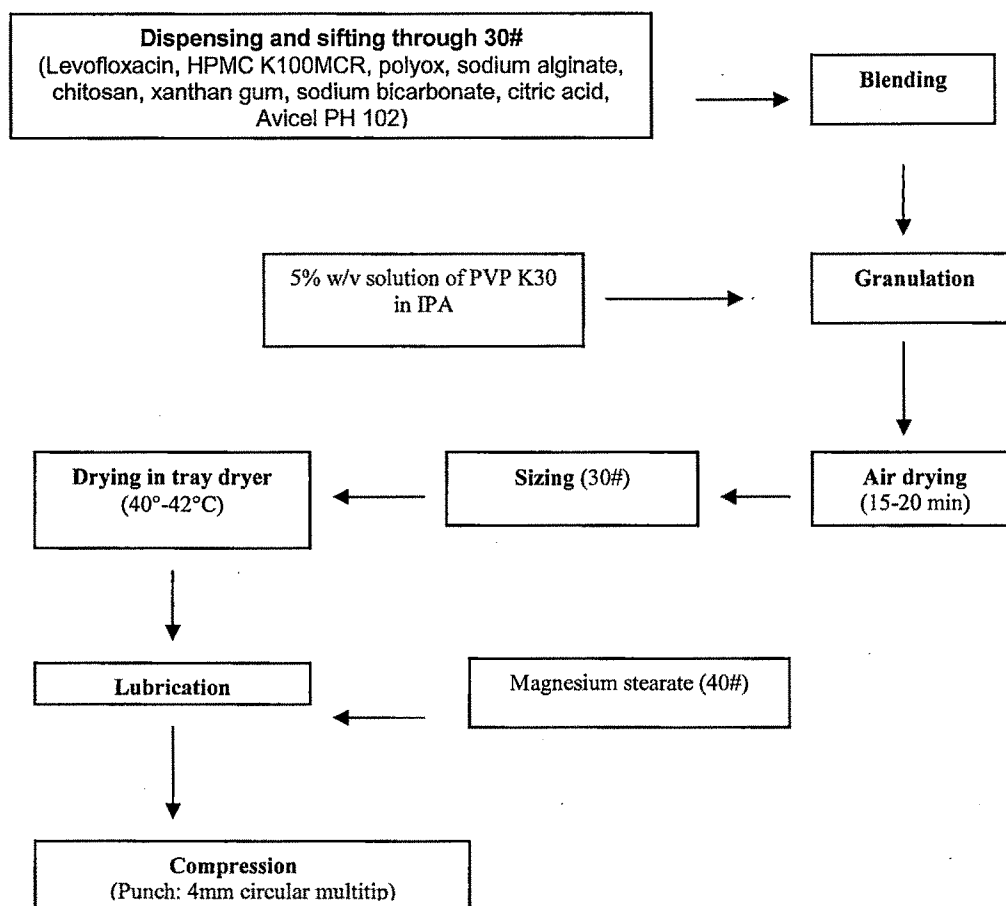 Dispensing and sifting through 30#
(Levofloxacin, HPMC K100MCR, polyox, sodium alginate,
chitosan, xanthan gum, sodium bicarbonate, citric acid,
Avicel PH 102)
Blending
5% w/v solution of PVP K30
in IPA
Granulation
Drying in tray dryer
(40°-42°C)
Sizing (30#)
Air drying
(15-20 min)
Lubrication
Magnesium stearate (40#)
Compression
(Punch: 4mm circular multitip)